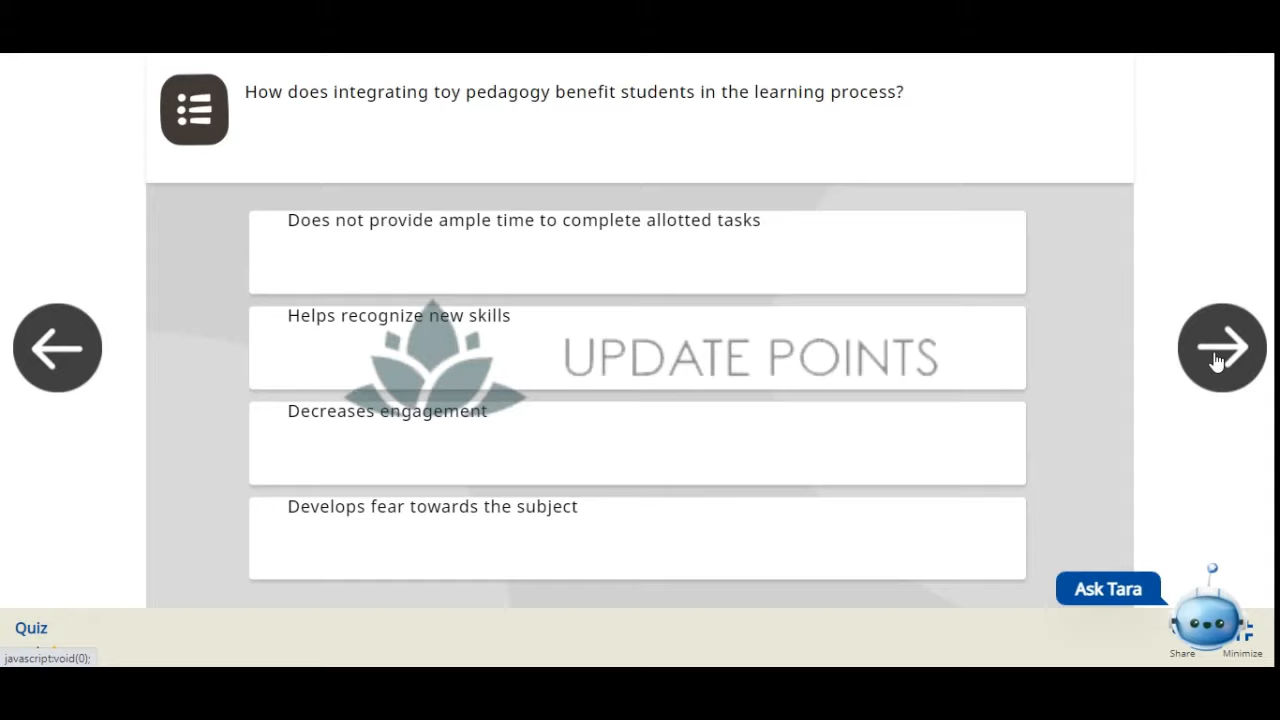 How does integrating toy pedagogy benefit students in the learning process?
Does not provide ample time to complete allotted tasks
Helps recognize new skills
UPDATE POINTS
Decreases engagement
Develops fear towards the subject
Ask Tara
Quiz
javascript:void(0);
Share
Minimize